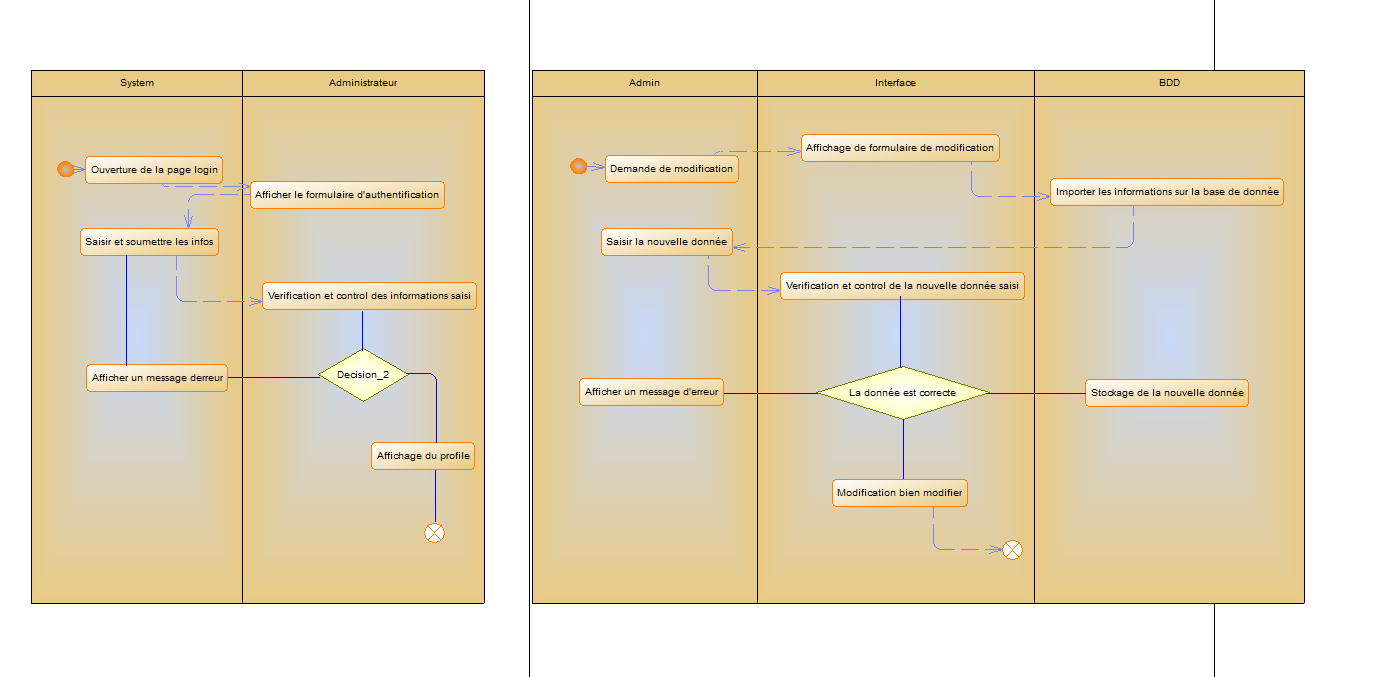 System
Administrateur
Ouverture de la page login
Afficher le formulaire d'authentification
Saisir et soumettre les infos
Verification et control des informations saisi
Decision_2
Afficher un message derreur
Affichage du profile
Admin
Interface
BDD
Demande de modification
Affichage de formulaire de modification
Importer les informations sur la base de donnée
Saisir la nouvelle donnée
Verification et control de la nouvelle donnée saisi
Afficher un message d'erreur
La donnée est correcte
Stockage de la nouvelle donnée
Modification bien modifier